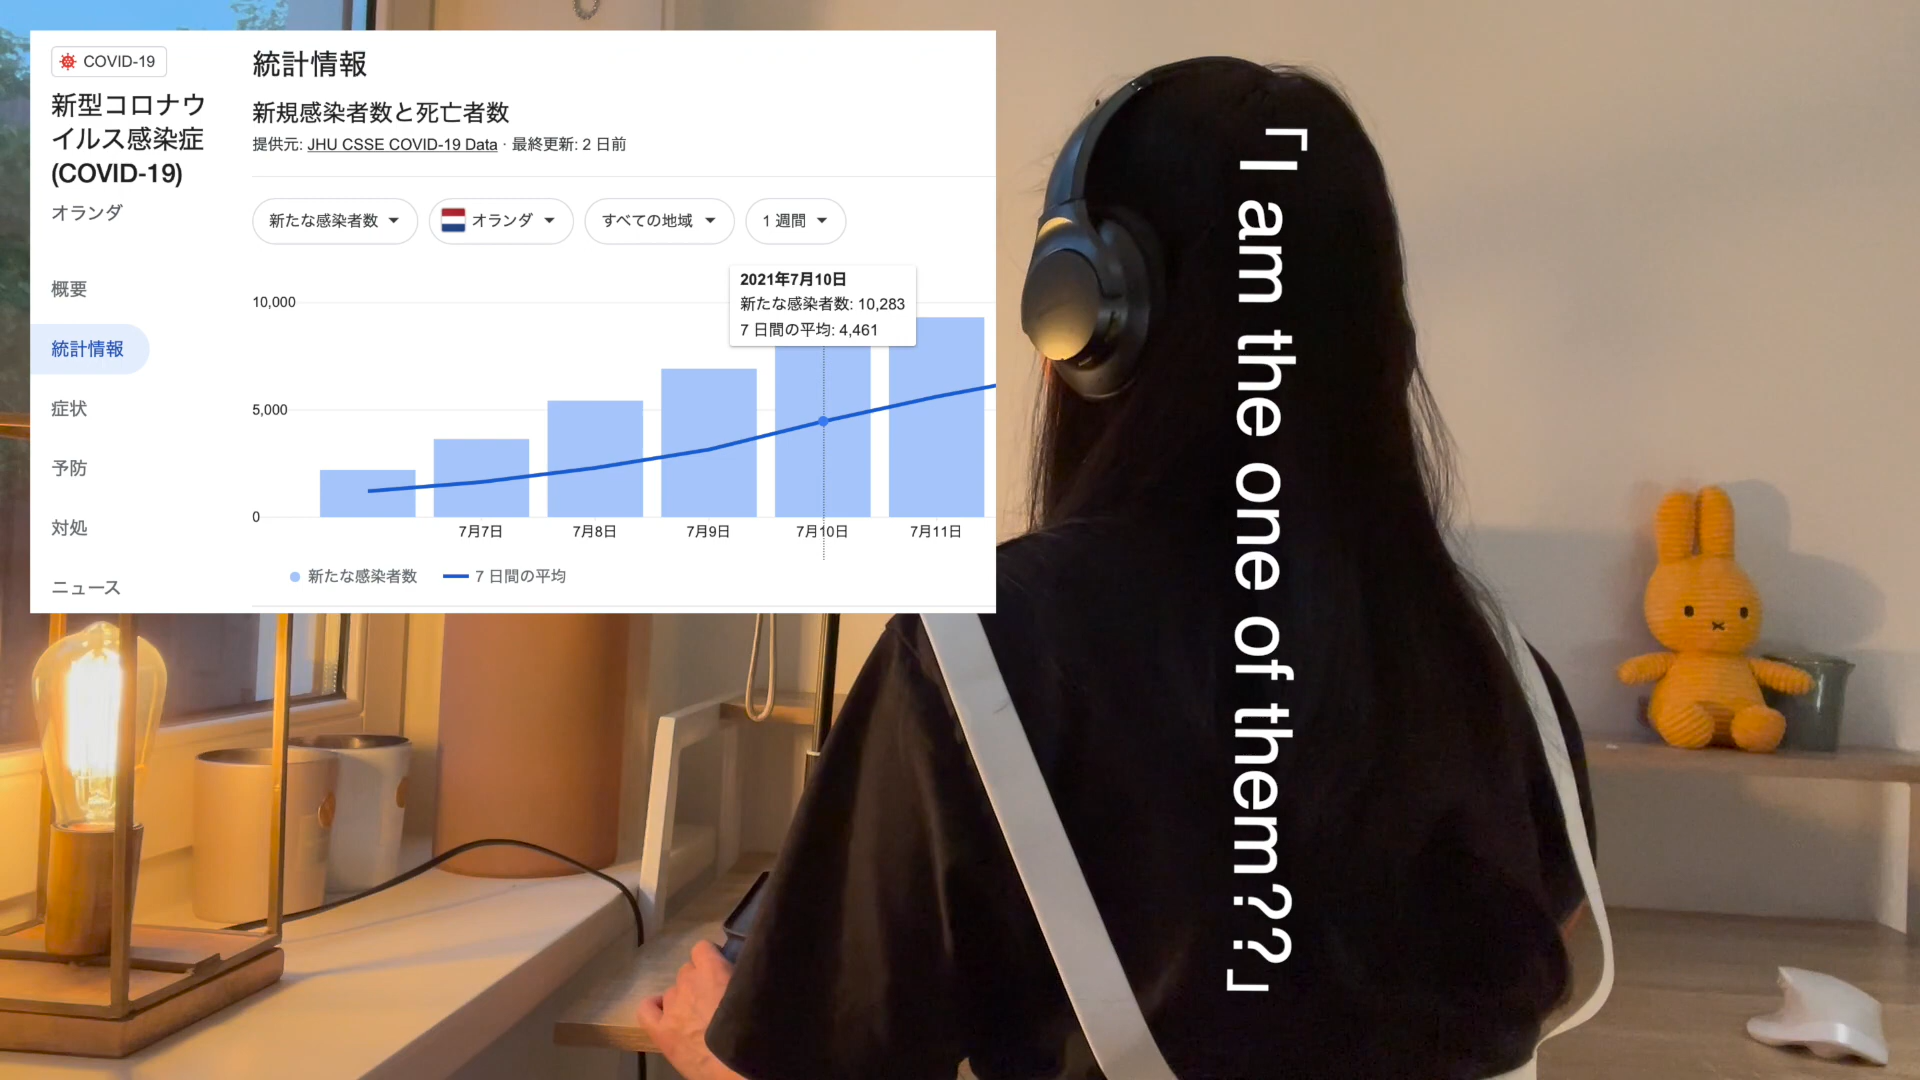 COVID-19
新型コロナウ
イルス感染症
(COVID-19)
オランダ
概要
統計情報
症状
予防
対処
ニュース
統計情報
新規感染者数と死亡者数
提供元: JHU CSSE COVID-19 Data · 最終更新: 2 日前
新たな感染者数 オランダ すべての地域 1 週間
2021年7月10日
新たな感染者数: 10,283
7 日間の平均: 4,461
10,000
5,000
0
7月7日 7月8日 7月9日 7月10日 7月11日
新たな感染者数 7 日間の平均
「I am the one of them??」